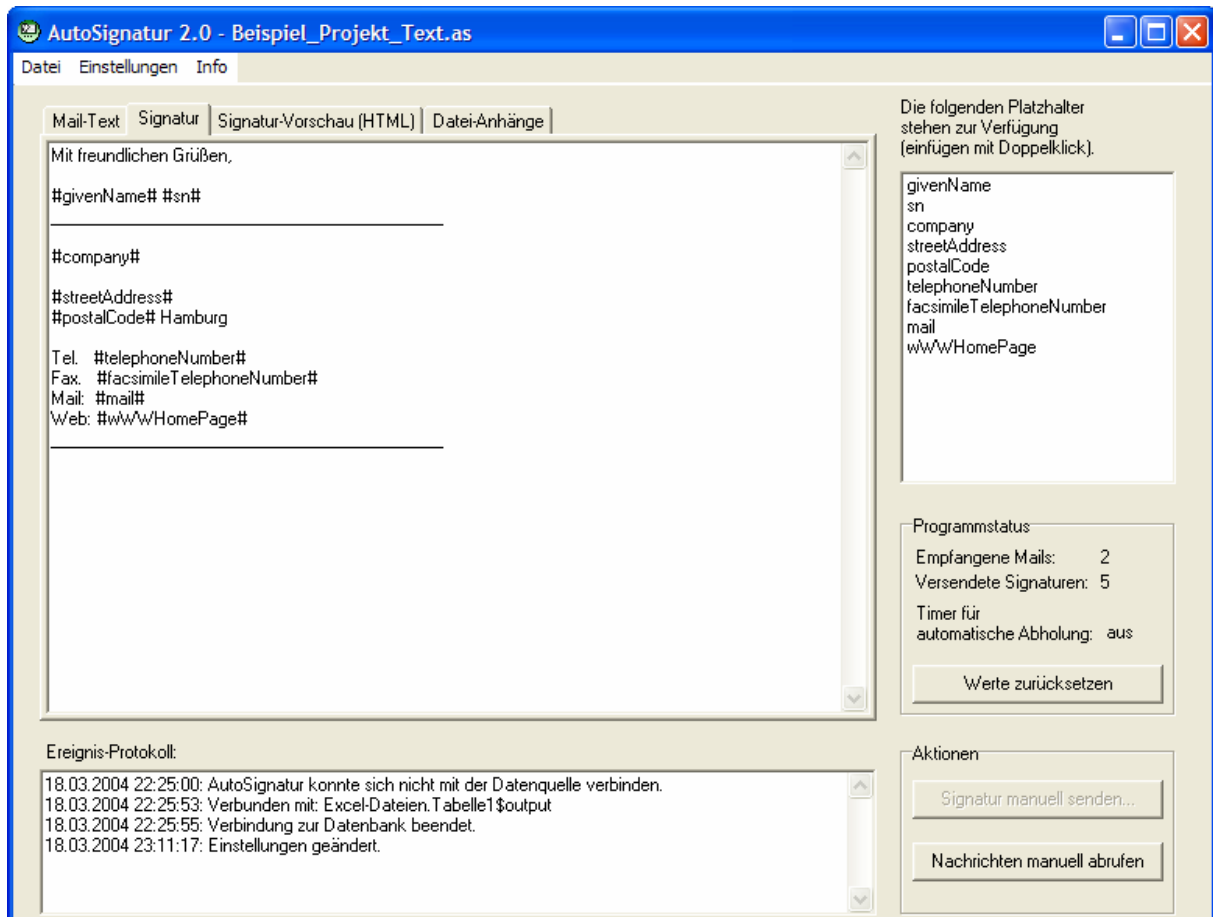 AutoSignatur 2.0 - Beispiel_Projekt_Text.as
Datei Einstellungen Info
Mail-Text Signatur Signatur-Vorschau (HTML) Datei-Anhänge
Mit freundlichen Grüßen,
#givenName# #sn#
#company#
#streetAddress#
#postalCode# Hamburg
Tel. #telephoneNumber#
Fax. #facsimileTelephoneNumber#
Mail: #mail#
Web: #wWWHomePage#
Die folgenden Platzhalter
stehen zur Verfügung
(einfügen mit Doppelklick).
givenName
sn
company
streetAddress
postalCode
telephoneNumber
facsimileTelephoneNumber
mail
wWWHomePage
Programmstatus
Empfangene Mails: 2
Versendete Signaturen: 5
Timer für
automatische Abholung: aus
Werte zurücksetzen
Ereignis-Protokoll:
18.03.2004 22:25:00: AutoSignatur konnte sich nicht mit der Datenquelle verbinden.
18.03.2004 22:25:53: Verbunden mit: Excel-Dateien.Tabelle1$output
18.03.2004 22:25:55: Verbindung zur Datenbank beendet.
18.03.2004 23:11:17: Einstellungen geändert.
Aktionen
Signatur manuell senden...
Nachrichten manuell abrufen